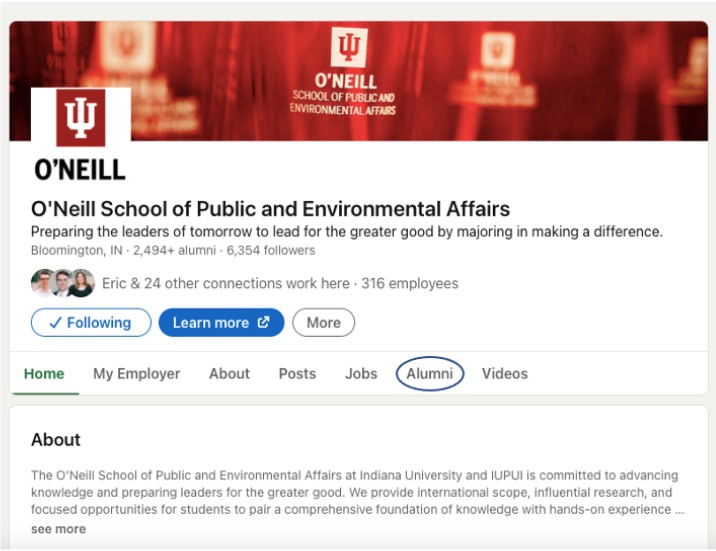 O'NEILL
SCHOOL OF PUBLIC AND
ENVIRONMENTAL AFFAIRS
O'NEILL
O'Neill School of Public and Environmental Affairs
Preparing the leaders of tomorrow to lead for the greater good by majoring in making a difference.
Bloomington, IN · 2,494+ alumni · 6,354 followers
Eric & 24 other connections work here · 316 employees
✓ Following
Learn more
More
Home My Employer About Posts Jobs Alumni Videos
About
The O'Neill School of Public and Environmental Affairs at Indiana University and IUPUI is committed to advancing
knowledge and preparing leaders for the greater good. We provide international scope, influential research, and
focused opportunities for students to pair a comprehensive foundation of knowledge with hands-on experience ...
see more